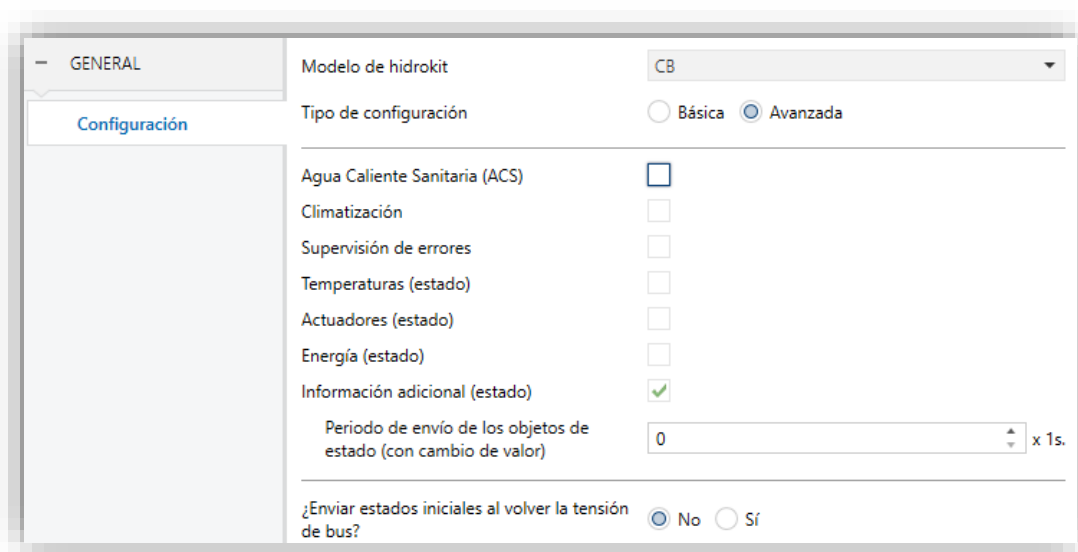 GENERAL
Configuración
Modelo de hidrokit
CB
Tipo de configuración
Básica
Avanzada
Agua Caliente Sanitaria (ACS)
Climatización
Supervisión de errores
Temperaturas (estado)
Actuadores (estado)
Energía (estado)
Información adicional (estado)
Periodo de envío de los objetos de
estado (con cambio de valor)
0
x 1s.
¿Enviar estados iniciales al volver la tensión
de bus?
No
Sí